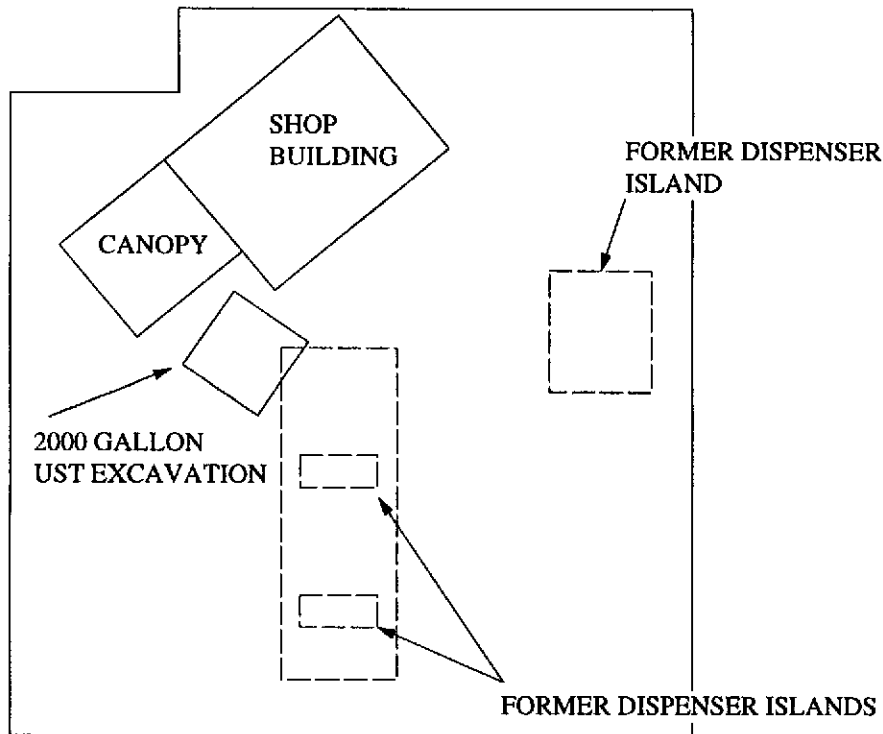 SHOP
BUILDING
FORMER DISPENSER
ISLAND
CANOPY
2000 GALLON
UST EXCAVATION
FORMER DISPENSER ISLANDS